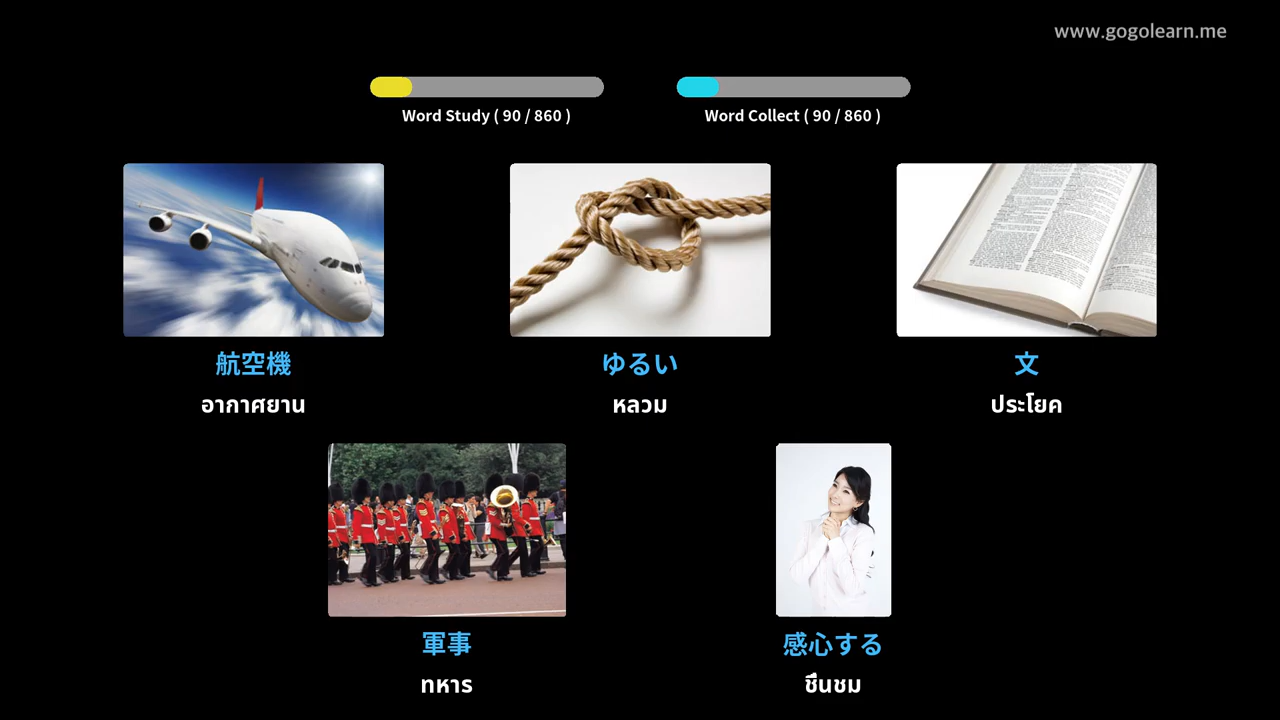 www.gogolearn.me
Word Study ( 90 / 860 )
Word Collect ( 90 / 860 )
航空機
อากาศยาน
ゆるい
หลวม
文
ประโยค
軍事
ทหาร
感心する
ชื่นชม